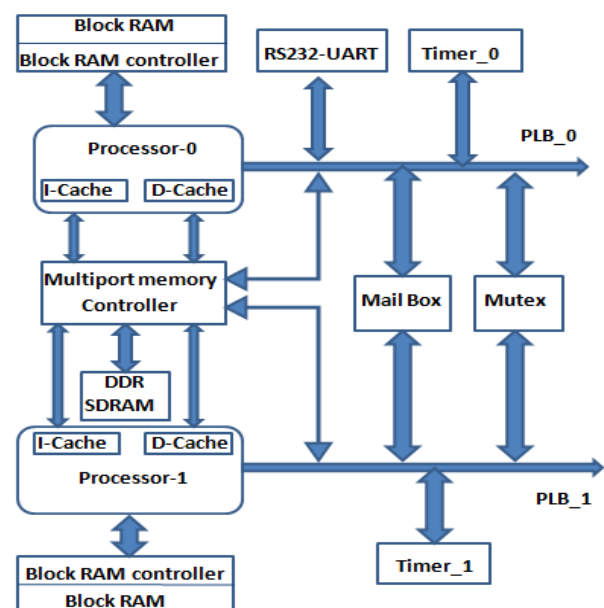 Block RAM
Block RAM controller
RS232-UART
Timer_0
PLB_0
Processor-0
I-Cache
D-Cache
Multiport memory
Controller
Mail Box
Mutex
DDR
SDRAM
I-Cache
D-Cache
Processor-1
PLB_1
Block RAM controller
Timer_1
Block RAM